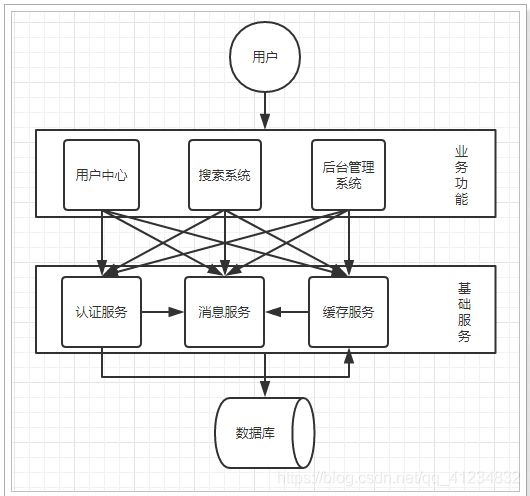 用户
用户中心
搜索系统
后台管理
系统
业
务
功
能
认证服务
消息服务
缓存服务
基
础
服
务
数据库
https://blog.csdn.net/qq_41234832